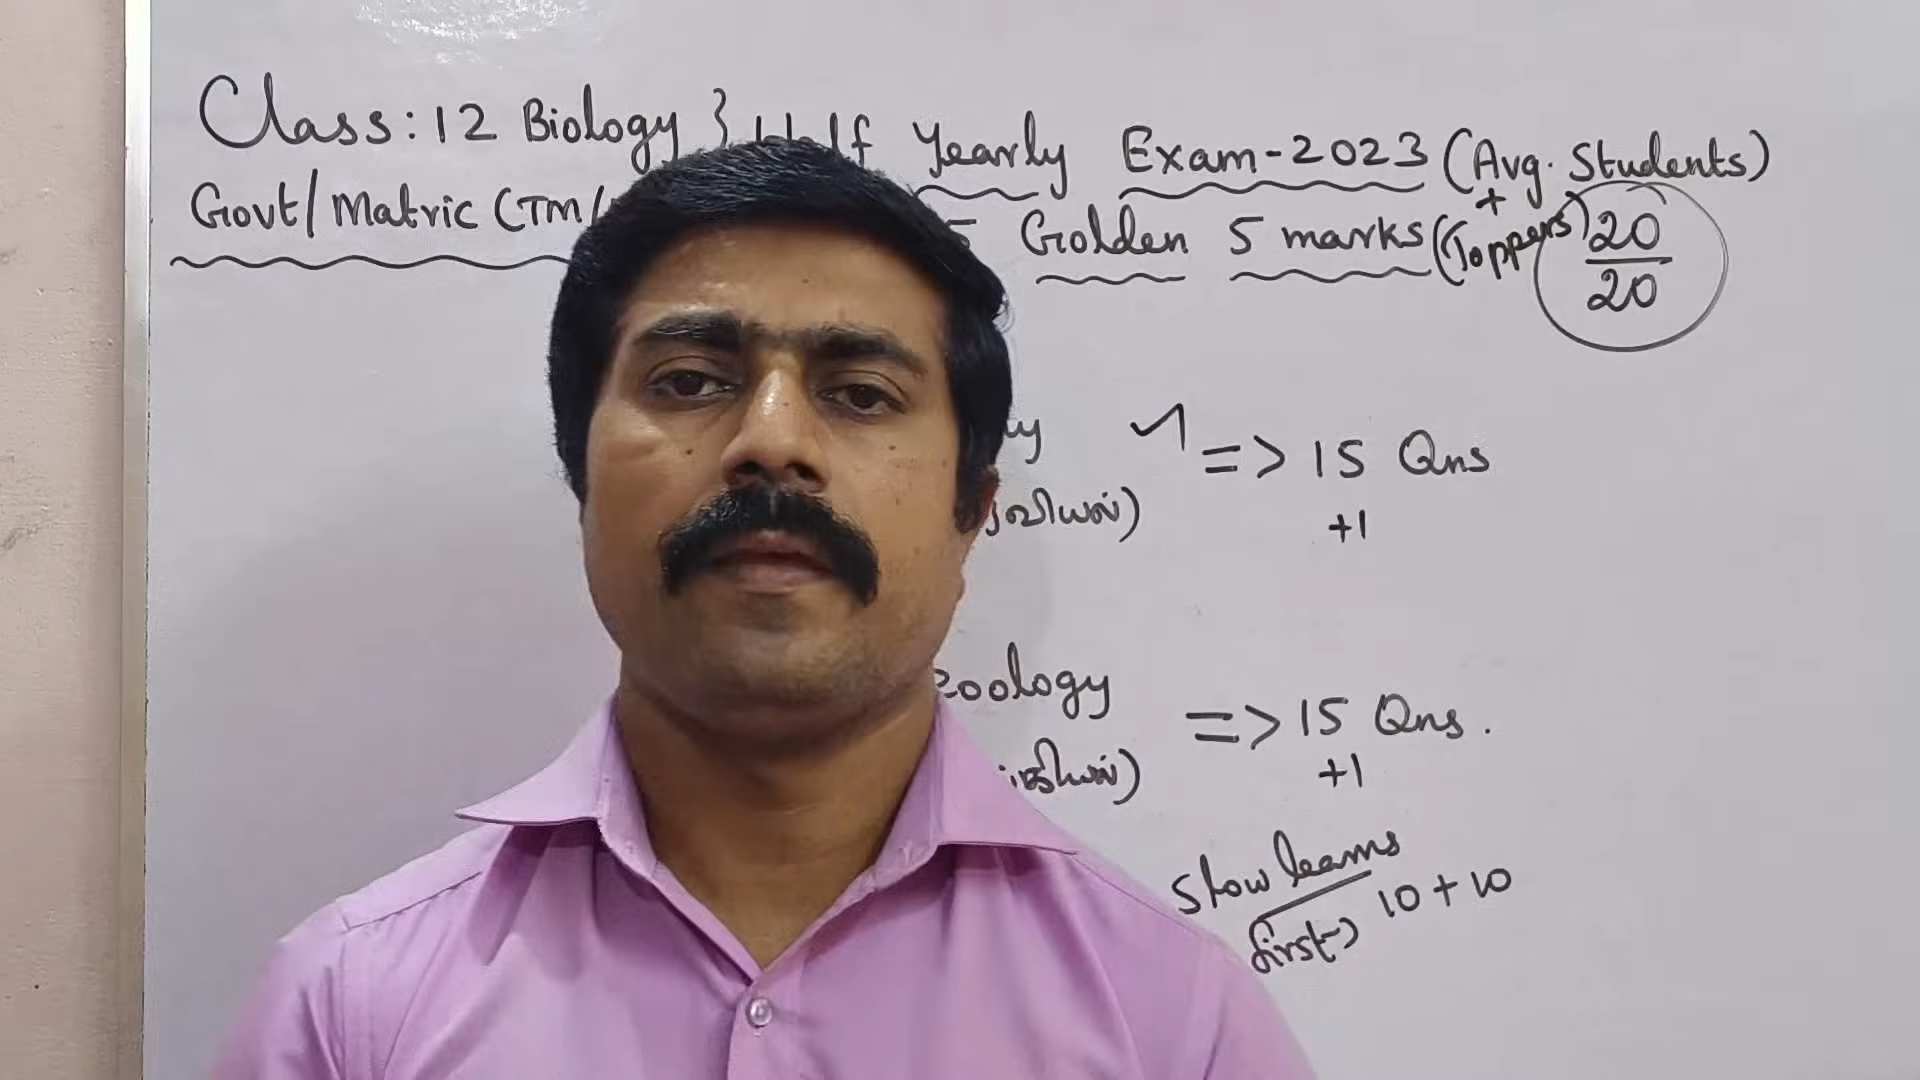 Class: 12 Biology } Half Yearly Exam-2023 (Avg. Students)
+
Govt/Matric (TM/ Golden 5 marks (Toppers) 20/20
=> 15 Qns
+1
zoology => 15 Qns.
+1
Slow learns
first) 10 + 10